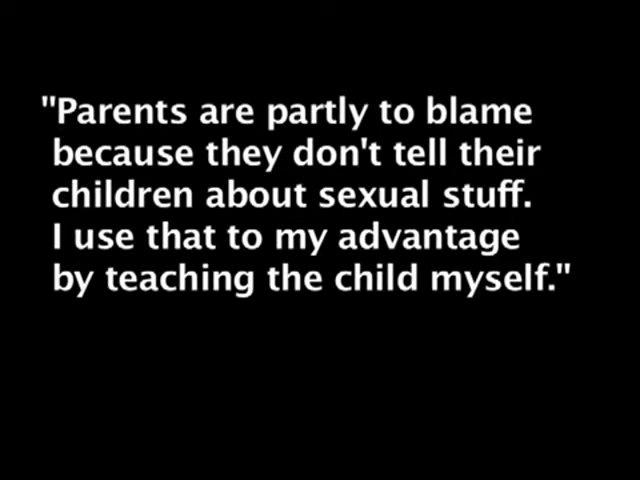 "Parents are partly to blame
because they don't tell their
children about sexual stuff.
I use that to my advantage
by teaching the child myself."